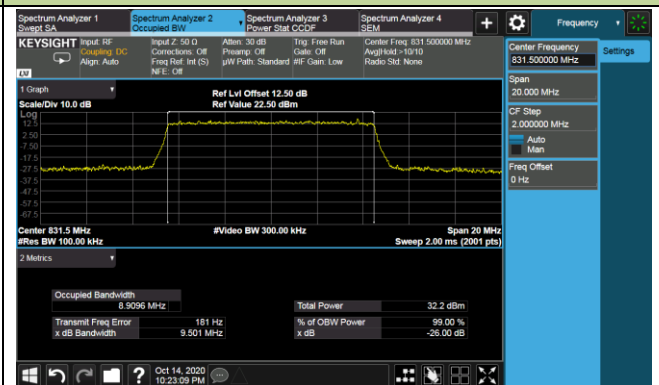 Spectrum Analyzer 1
Swept SA
Spectrum Analyzer 2
Occupied BW
Spectrum Analyzer 3
Power Stat CCDF
Spectrum Analyzer 4
SEM
Frequency
KEYSIGHT
Input: RF
Coupling: DC
Align: Auto
Input Z: 50 Ω
Corrections: Off
Freq Ref: Int (S)
NFE: Off
Atten: 30 dB
Preamp: Off
µW Path: Standard
Trig: Free Run
Gate: Off
#IF Gain: Low
Center Freq: 831.500000 MHz
Avg|Hold:>10/10
Radio Std: None
Center Frequency
831.500000 MHz
Settings
Span
20.000 MHz
CF Step
2.000000 MHz
Auto
Man
Freq Offset
0 Hz
LXI
1 Graph
Scale/Div 10.0 dB
Ref Lvl Offset 12.50 dB
Ref Value 22.50 dBm
Log
12.5
2.50
-7.50
-17.5
-27.5
-37.5
-47.5
-57.5
-67.5
Center 831.5 MHz
#Res BW 100.00 kHz
#Video BW 300.00 kHz
Span 20 MHz
Sweep 2.00 ms (2001 pts)
2 Metrics
Occupied Bandwidth
8.9096 MHz
Total Power
32.2 dBm
Transmit Freq Error
181 Hz
% of OBW Power
99.00 %
x dB Bandwidth
9.501 MHz
x dB
-26.00 dB
?
Oct 14, 2020
10:23:09 PM